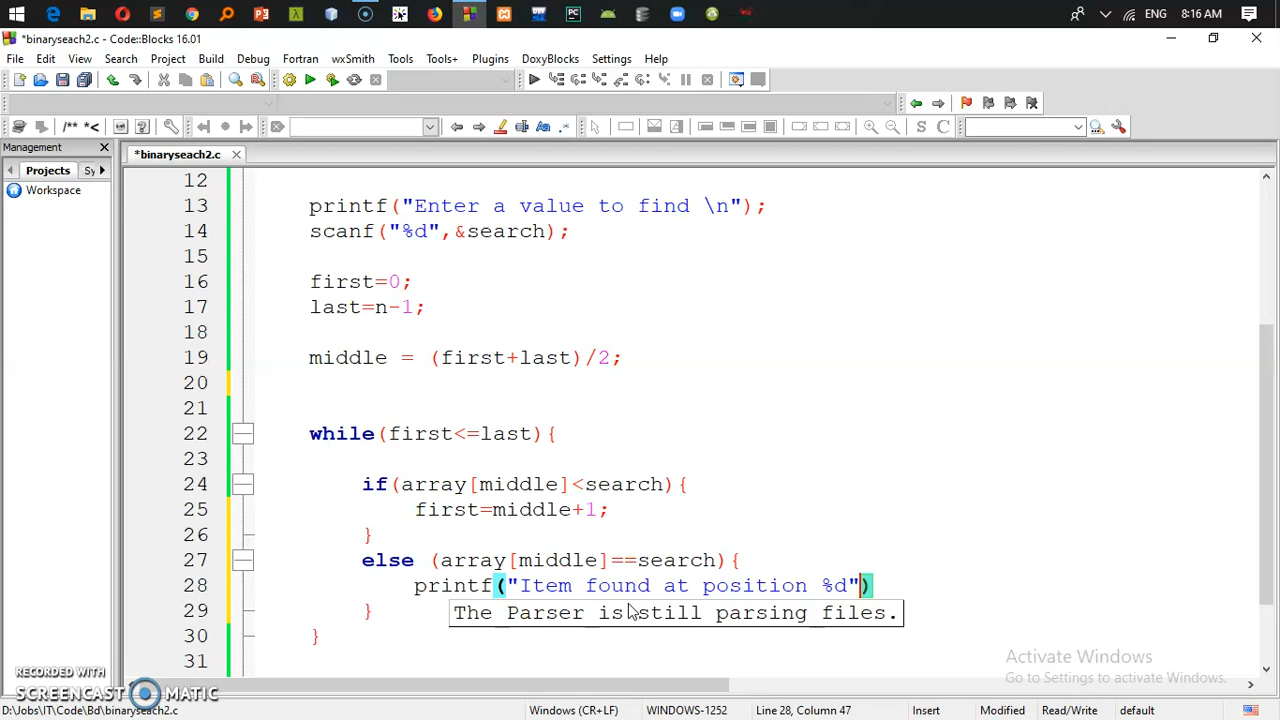 ENG 8:16 AM
*binaryseach2.c - Code::Blocks 16.01
File Edit View Search Project Build Debug Fortran wxSmith Tools Tools+ Plugins DoxyBlocks Settings Help
/** *<
S C
Management
*binaryseach2.c
Projects Sy
Workspace
12
13 printf("Enter a value to find \n");
14 scanf("%d",&search);
15
16 first=0;
17 last=n-1;
18
19 middle = (first+last)/2;
20
21
22 while(first<=last){
23
24 if(array[middle]<search){
25 first=middle+1;
26 }
27 else (array[middle]==search){
28 printf("Item found at position %d")
29 }
The Parser is still parsing files.
30 }
31
Activate Windows
Go to Settings to activate Windows.
RECORDED WITH
SCREENCAST MATIC
D:\Jobs\IT\Code\Bd\binaryseach2.c Windows (CR+LF) WINDOWS-1252 Line 28, Column 47 Insert Modified Read/Write default